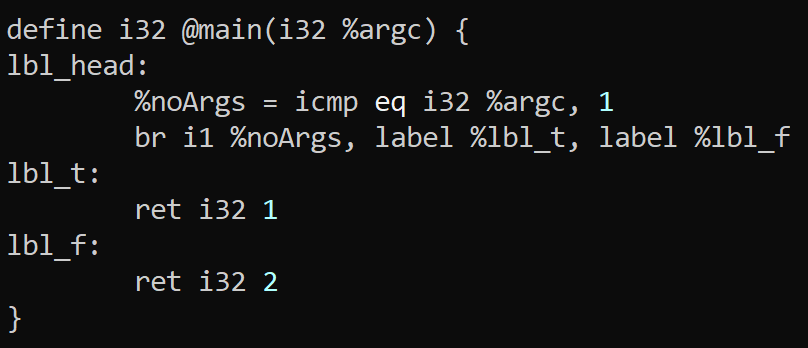 define i32 @main(i32 %argc) {
lbl_head:
        %noArgs = icmp eq i32 %argc, 1
        br i1 %noArgs, label %lbl_t, label %lbl_f
lbl_t:
        ret i32 1
lbl_f:
        ret i32 2
}